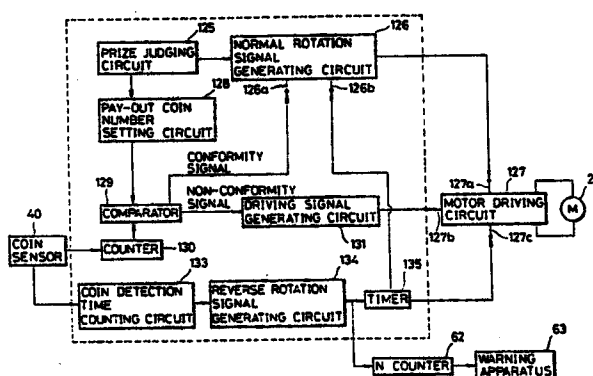 125
126
PRIZE JUDGING
CIRCUIT
NORMAL ROTATION
SIGNAL
GENERATING CIRCUIT
128
126a
126b
PAY-OUT COIN
NUMBER
SETTING CIRCUIT
CONFORMITY
SIGNAL
129
NON-CONFORMITY
SIGNAL
127a
127
2
40
COMPARATOR
DRIVING SIGNAL
GENERATING CIRCUIT
MOTOR DRIVING
CIRCUIT
M
127b
127c
COIN
SENSOR
COUNTER
130
131
133
134
135
COIN DETECTION
TIME
COUNTING CIRCUIT
REVERSE ROTATION
SIGNAL
GENERATING CIRCUIT
TIMER
62
63
N COUNTER
WARNING
APPARATUS